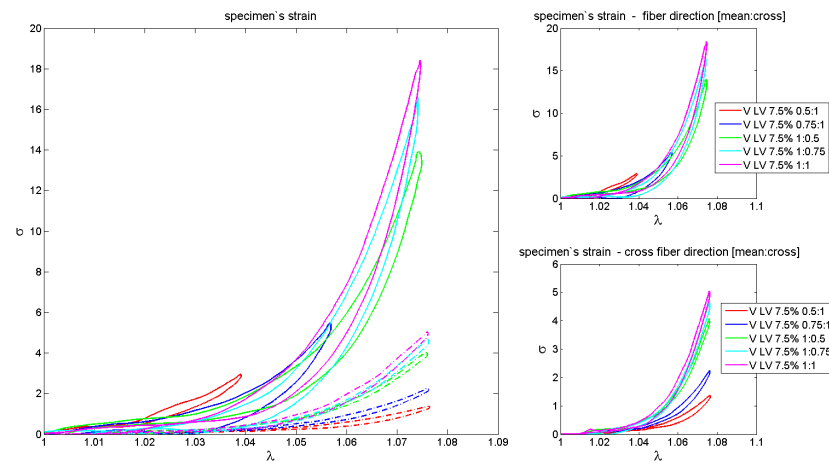 specimen`s strain
20
18
16
14
12
10
8
6
4
2
0
σ
1 1.01 1.02 1.03 1.04 1.05 1.06 1.07 1.08 1.09
λ
specimen`s strain - fiber direction [mean:cross]
20
15
10
5
0
σ
V LV 7.5% 0.5:1
V LV 7.5% 0.75:1
V LV 7.5% 1:0.5
V LV 7.5% 1:0.75
V LV 7.5% 1:1
1 1.02 1.04 1.06 1.08 1.1
λ
specimen`s strain - cross fiber direction [mean:cross]
6
5
4
3
2
1
0
σ
V LV 7.5% 0.5:1
V LV 7.5% 0.75:1
V LV 7.5% 1:0.5
V LV 7.5% 1:0.75
V LV 7.5% 1:1
1 1.02 1.04 1.06 1.08 1.1
λ